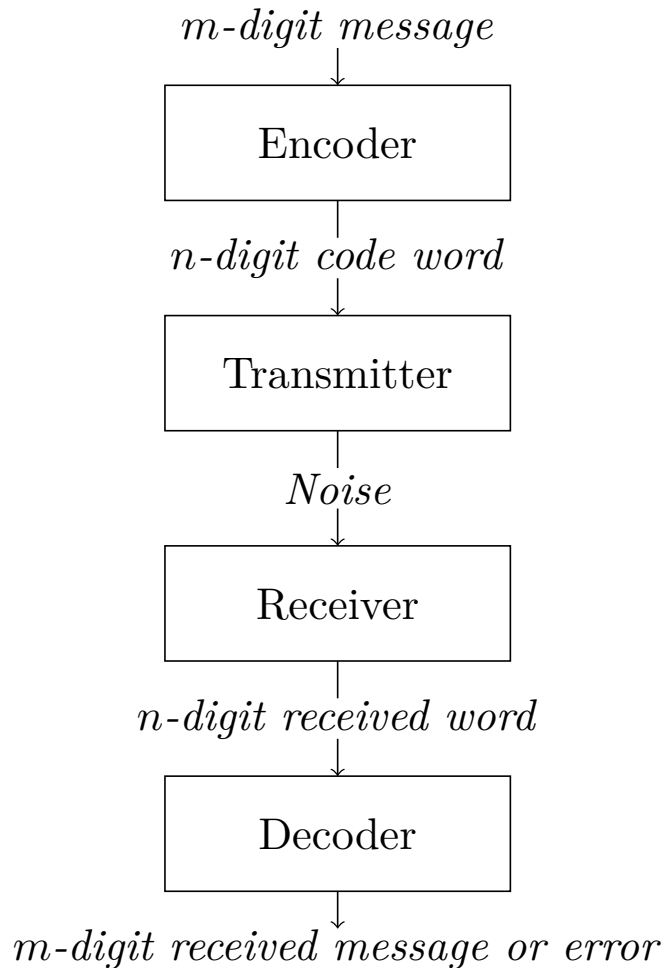 m-digit message
Encoder
n-digit code word
Transmitter
Noise
Receiver
n-digit received word
Decoder
m-digit received message or error